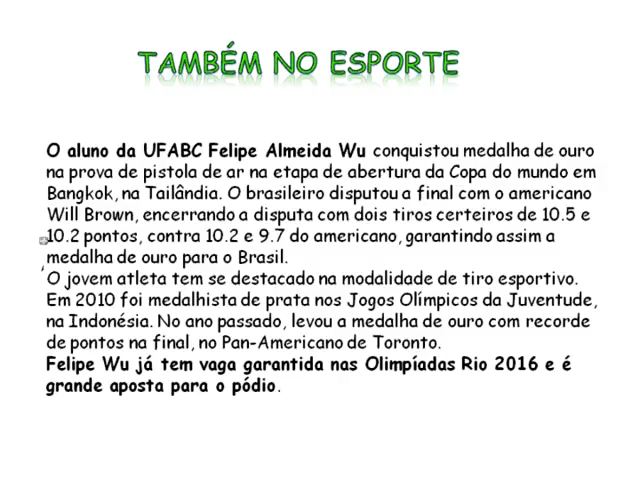 TAMBÉM NO ESPORTE
O aluno da UFABC Felipe Almeida Wu conquistou medalha de ouro
na prova de pistola de ar na etapa de abertura da Copa do mundo em
Bangkok, na Tailândia. O brasileiro disputou a final com o americano
Will Brown, encerrando a disputa com dois tiros certeiros de 10.5 e
10.2 pontos, contra 10.2 e 9.7 do americano, garantindo assim a
medalha de ouro para o Brasil.
O jovem atleta tem se destacado na modalidade de tiro esportivo.
Em 2010 foi medalhista de prata nos Jogos Olímpicos da Juventude,
na Indonésia. No ano passado, levou a medalha de ouro com recorde
de pontos na final, no Pan-Americano de Toronto.
Felipe Wu já tem vaga garantida nas Olimpíadas Rio 2016 e é
grande aposta para o pódio.